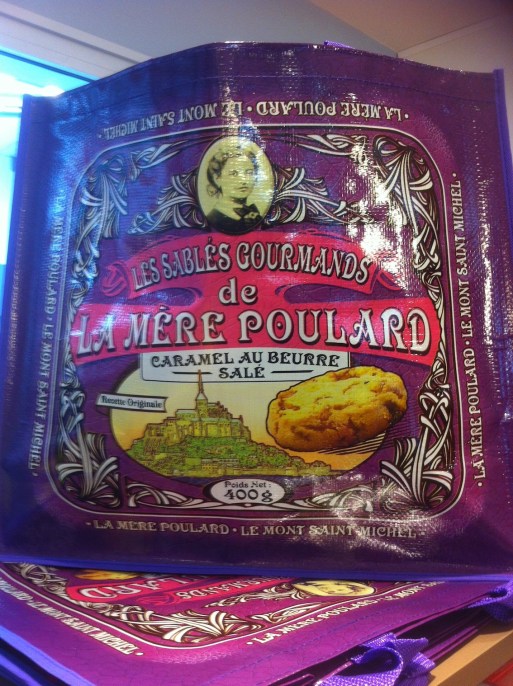 LA MÈRE POULARD · LE MONT SAINT MICHEL ·
LES SABLÉS GOURMANDS
de
LA MÈRE POULARD
CARAMEL AU BEURRE
SALÉ
Recette Originale
Poids Net :
400 g
LA MÈRE POULARD · LE MONT SAINT MICHEL ·
· LA MÈRE POULARD · LE MONT SAINT MICHEL ·
· LA MÈRE POULARD · LE MONT SAINT MICHEL ·
LA MÈRE POULARD · LE MONT